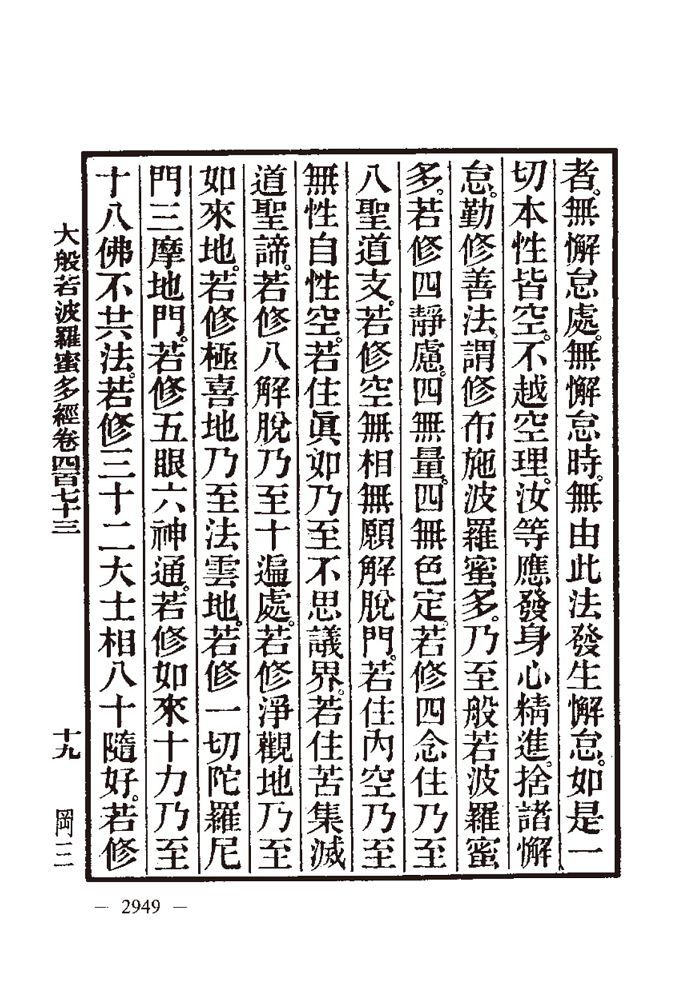 者。無懈怠處。無懈怠時。無由此法發生懈怠。如是一
切本性皆空。不越空理。汝等應發身心精進。捨諸懈
怠。勤修善法。謂修布施波羅蜜多。乃至般若波羅蜜
多。若修四靜慮。四無量。四無色定。若修四念住乃至
八聖道支。若修空無相無願解脫門。若住內空乃至
無性自性空。若住眞如乃至不思議界。若住苦集滅
道聖諦。若修八解脫乃至十遍處。若修淨觀地乃至
如來地。若修極喜地乃至法雲地。若修一切陀羅尼
門三摩地門。若修五眼六神通。若修如來十力乃至
十八佛不共法。若修三十二大士相八十隨好。若修
大般若波羅蜜多經卷四百七十三 十九 岡三
— 2949 —